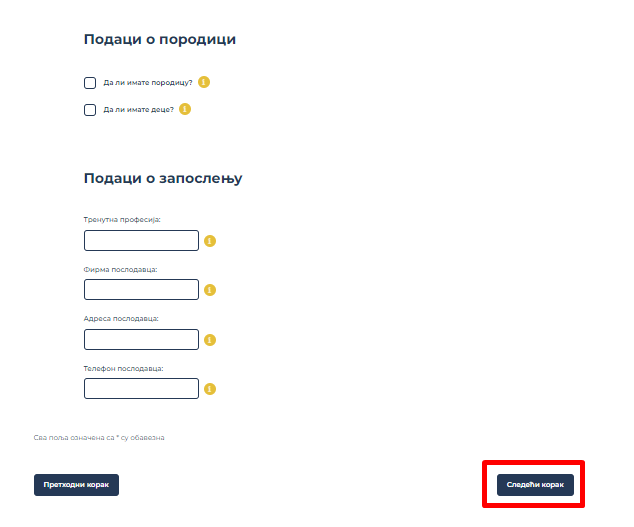 Подаци о породици
Да ли имате породицу?
Да ли имате деце?
Подаци о запослењу
Тренутна професија:
Фирма послодавца:
Адреса послодавца:
Телефон послодавца:
Сва поља означена са * су обавезна
Претходни корак
Следећи корак